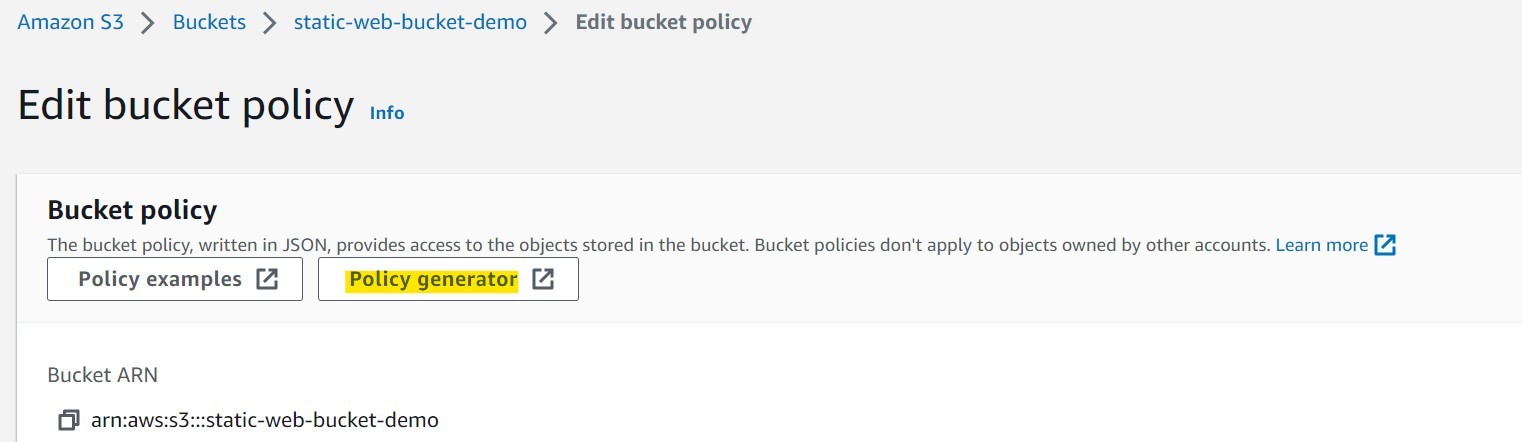 Amazon S3 > Buckets > static-web-bucket-demo > Edit bucket policy
Edit bucket policy Info
Bucket policy
The bucket policy, written in JSON, provides access to the objects stored in the bucket. Bucket policies don't apply to objects owned by other accounts. Learn more
Policy examples Policy generator
Bucket ARN
arn:aws:s3:::static-web-bucket-demo